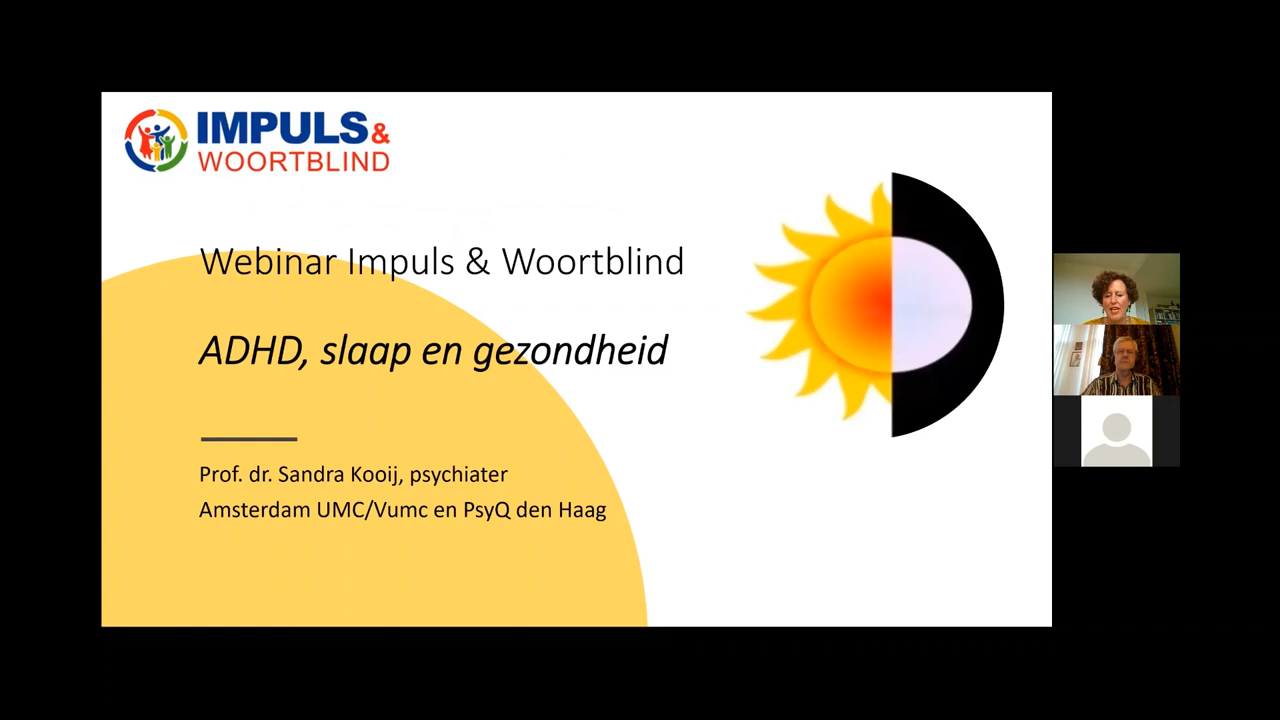 IMPULS &
WOORTBLIND
Webinar Impuls & Woortblind
ADHD, slaap en gezondheid
Prof. dr. Sandra Kooij, psychiater
Amsterdam UMC/Vumc en PsyQ den Haag